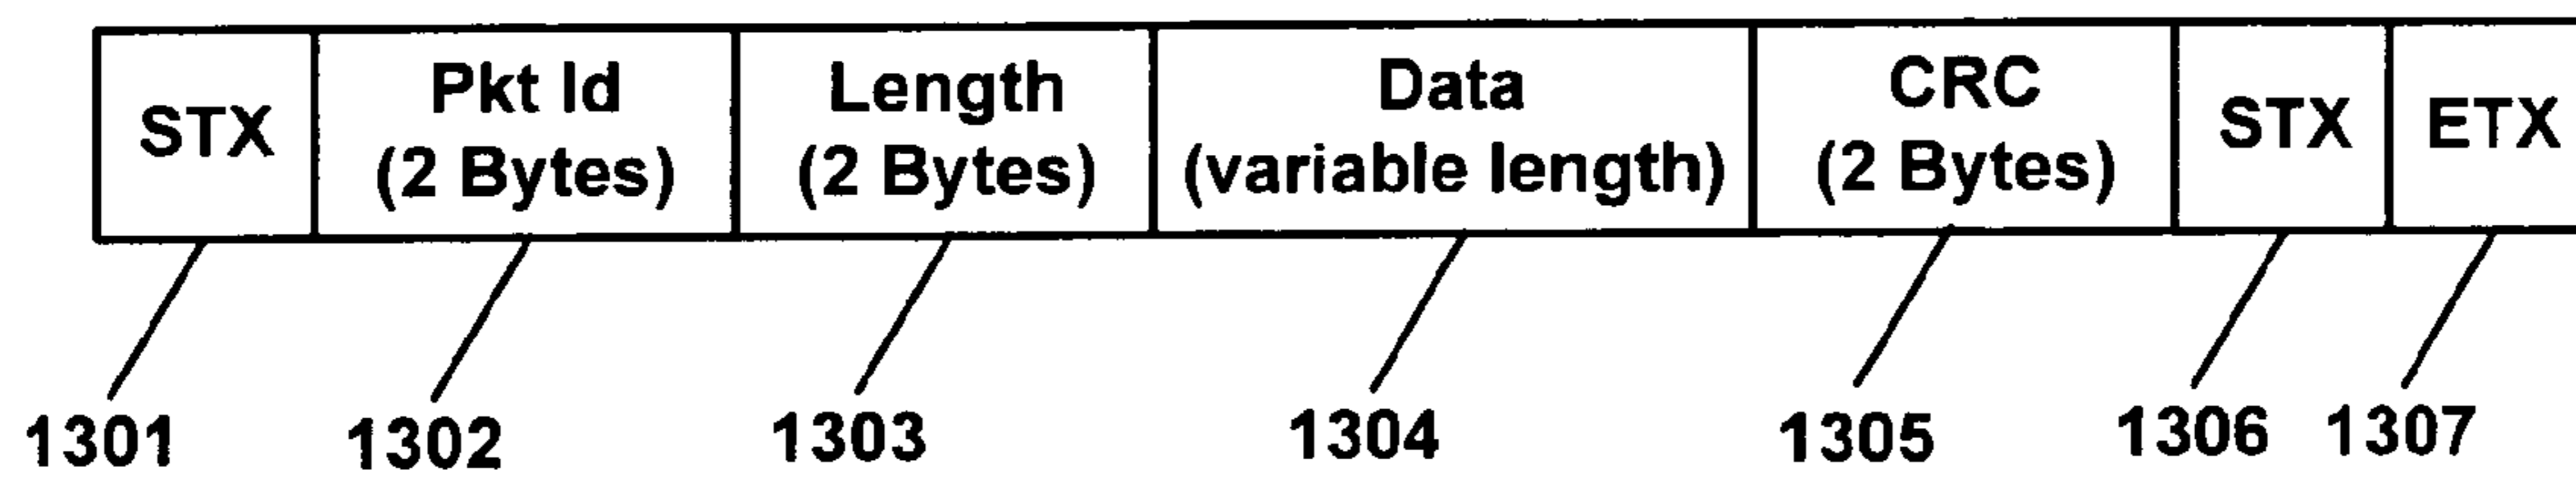 STX
Pkt Id
(2 Bytes)
Length
(2 Bytes)
Data
(variable length)
CRC
(2 Bytes)
STX
ETX
1301
1302
1303
1304
1305
1306
1307